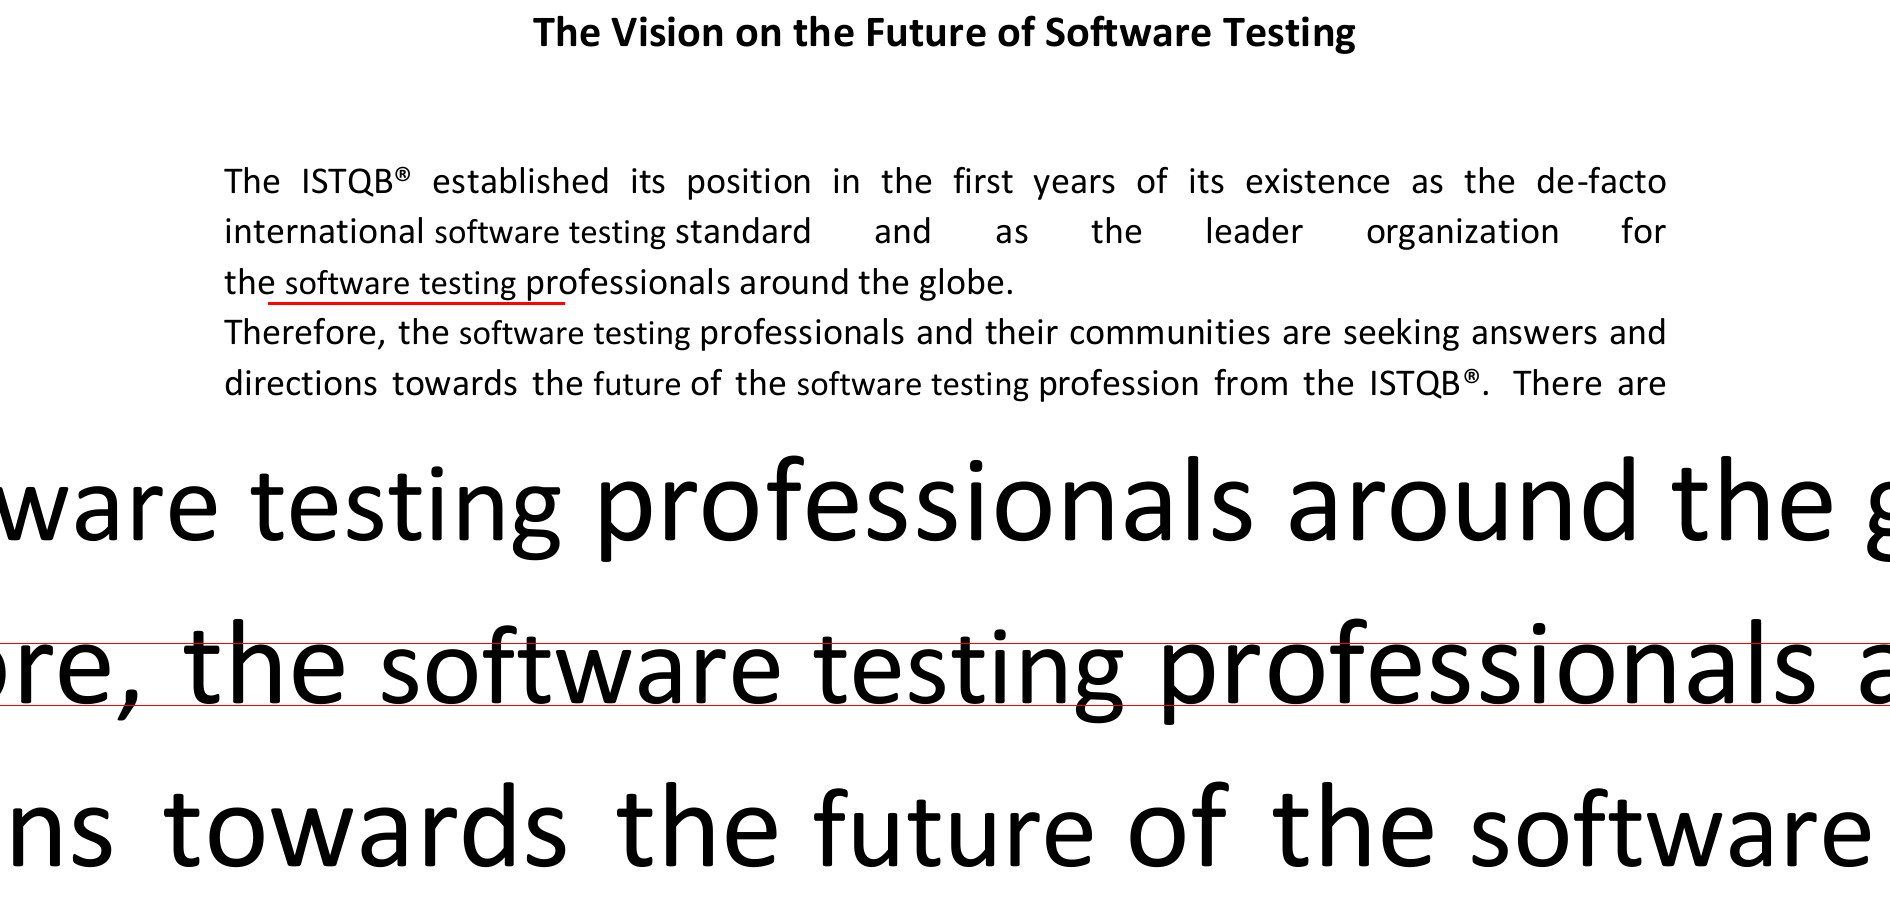 The Vision on the Future of Software Testing
The ISTQB® established its position in the first years of its existence as the de-facto
international software testing standard and as the leader organization for
the software testing professionals around the globe.
Therefore, the software testing professionals and their communities are seeking answers and
directions towards the future of the software testing profession from the ISTQB®. There are
ware testing professionals around the g
re, the software testing professionals a
ns towards the future of the software